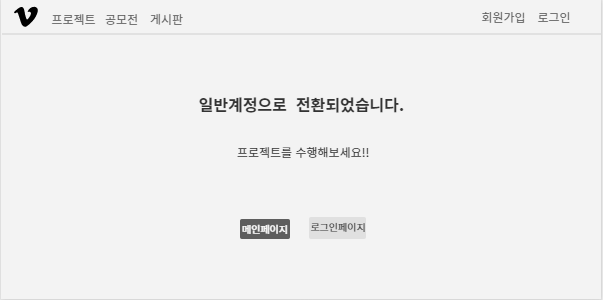 프로젝트 공모전 게시판 회원가입 로그인
일반계정으로 전환되었습니다.
프로젝트를 수행해보세요!!
메인페이지 로그인페이지